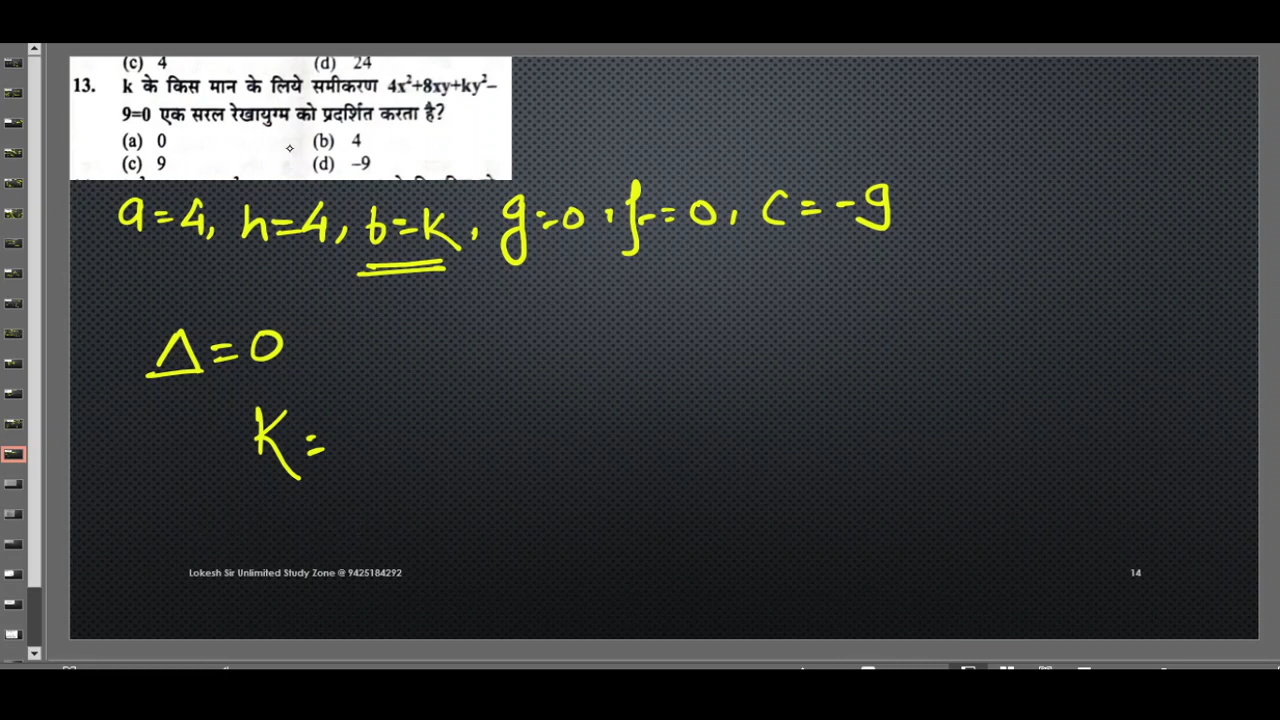 (c) 4 (d) 24
13. k के किस मान के लिये समीकरण 4x²+8xy+ky²–
9=0 एक सरल रेखायुग्म को प्रदर्शित करता है?
(a) 0 (b) 4
(c) 9 (d) –9
a=4, h=4, b=K, g=0, f=0, c=-9
Δ=0
K=
Lokesh Sir Unlimited Study Zone @ 9425184292
14